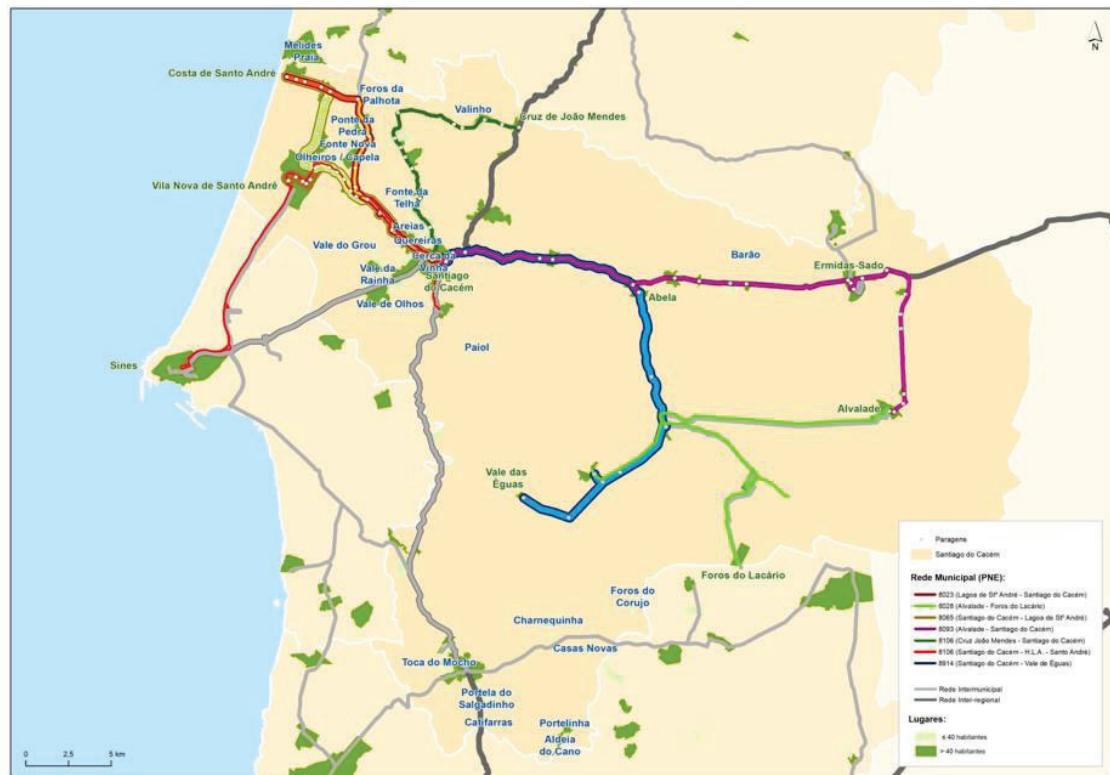 Melides
Praia
N
Costa de Santo André
Foros da
Palhota
Valinho
Cruz de João Mendes
Ponte da
Pedra
Fonte Nova
Olheiros / Capela
Vila Nova de Santo André
Fonte da
Telha
Areias
Quereiras
Vale do Grou
Cerca da
Vinha
Barão
Vale da
Rainha
Santiago
do Cacém
Ermidas-Sado
Vale de Olhos
Abela
Paiol
Sines
Alvalade
Vale das
Éguas
Foros do Lacário
Foros do
Corujo
Charnequinha
Casas Novas
Toca do Mocho
Portela do
Salgadinho
Catifarras
Portelinha
Aldeia
do Cano
0 2,5 5 km
Paragens
Santiago do Cacém
Rede Municipal (PNE):
8023 (Lagoa de Stº André - Santiago do Cacém)
8028 (Alvalade - Foros do Lacário)
8065 (Santiago do Cacém - Lagoa de Stº André)
8093 (Alvalade - Santiago do Cacém)
8106 (Cruz João Mendes - Santiago do Cacém)
8106 (Santiago do Cacém - H.L.A. - Santo André)
8914 (Santiago do Cacém - Vale de Éguas)
Rede Intermunicipal
Rede Inter-regional
Lugares:
≤ 40 habitantes
> 40 habitantes